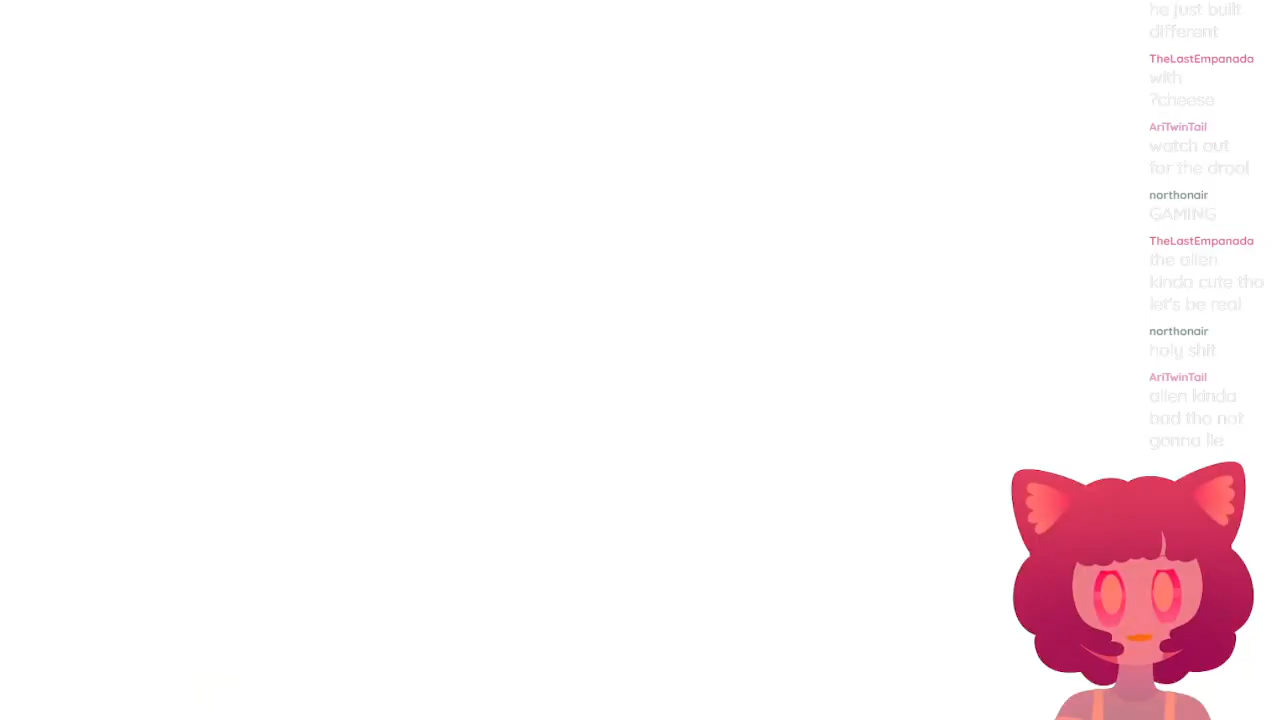 he just built
different
TheLastEmpanada
with
?cheese
AriTwinTail
watch out
for the drool
northonair
GAMING
TheLastEmpanada
the alien
kinda cute tho
let's be real
northonair
holy shit
AriTwinTail
alien kinda
bad tho not
gonna lie